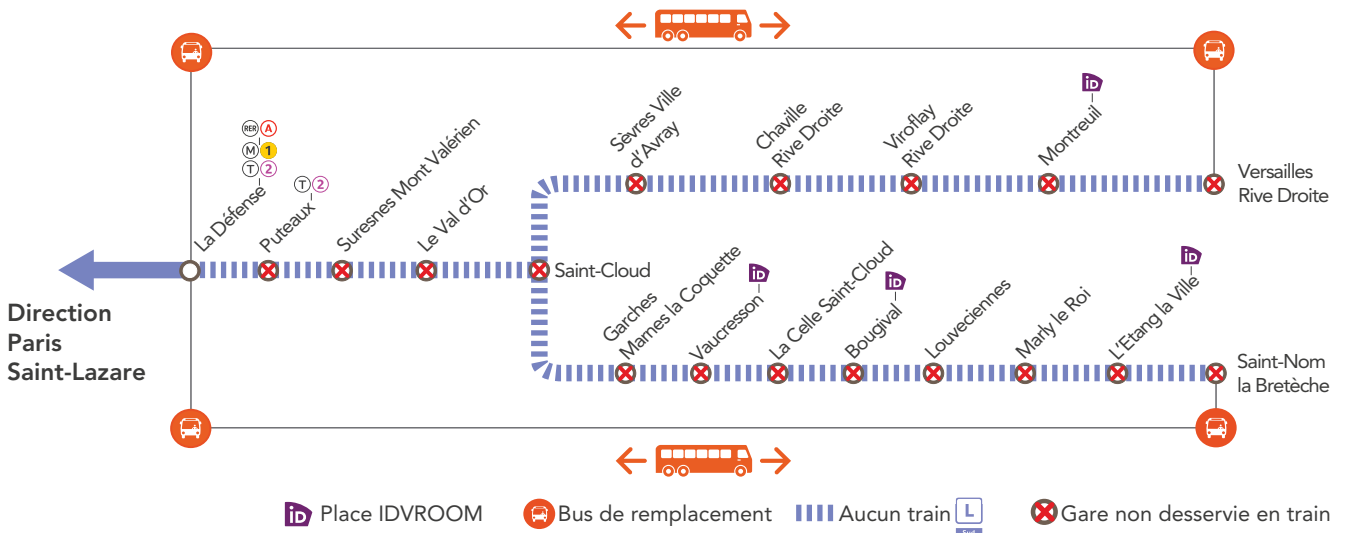 RER A
M 1
T 2
T 2
La Défense
Puteaux
Suresnes Mont Valérien
Le Val d'Or
Saint-Cloud
Sèvres Ville
d'Avray
Chaville
Rive Droite
Viroflay
Rive Droite
iD
Montreuil
Versailles
Rive Droite
Direction
Paris
Saint-Lazare
Garches
Marnes la Coquette
iD
Vaucresson
La Celle Saint-Cloud
iD
Bougival
Louveciennes
Marly le Roi
iD
L'Etang la Ville
Saint-Nom
la Bretèche
iD Place IDVROOM
Bus de remplacement
Aucun train L
Gare non desservie en train